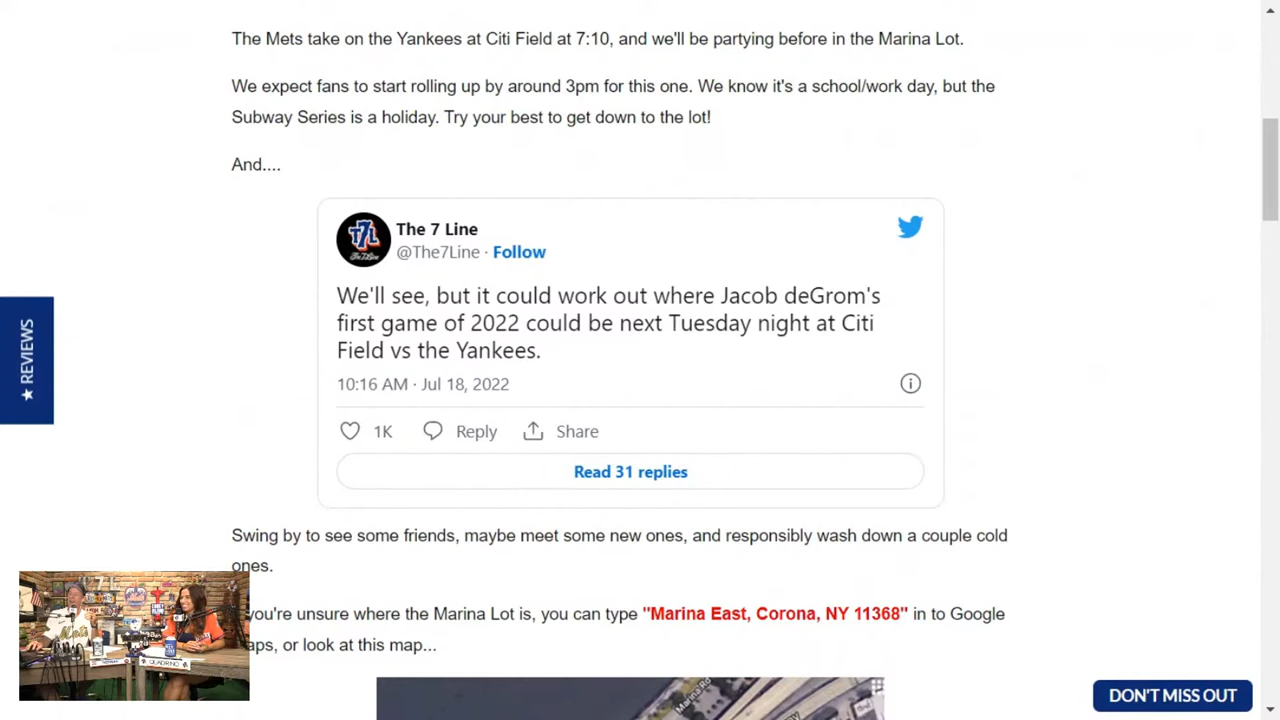 The Mets take on the Yankees at Citi Field at 7:10, and we'll be partying before in the Marina Lot.
We expect fans to start rolling up by around 3pm for this one. We know it's a school/work day, but the
Subway Series is a holiday. Try your best to get down to the lot!
And....
The 7 Line
@The7Line · Follow
We'll see, but it could work out where Jacob deGrom's
first game of 2022 could be next Tuesday night at Citi
Field vs the Yankees.
10:16 AM · Jul 18, 2022
1K Reply Share
Read 31 replies
★ REVIEWS
Swing by to see some friends, maybe meet some new ones, and responsibly wash down a couple cold
ones.
you're unsure where the Marina Lot is, you can type "Marina East, Corona, NY 11368" in to Google
aps, or look at this map...
Marina Rd
QUADRINO
DON'T MISS OUT